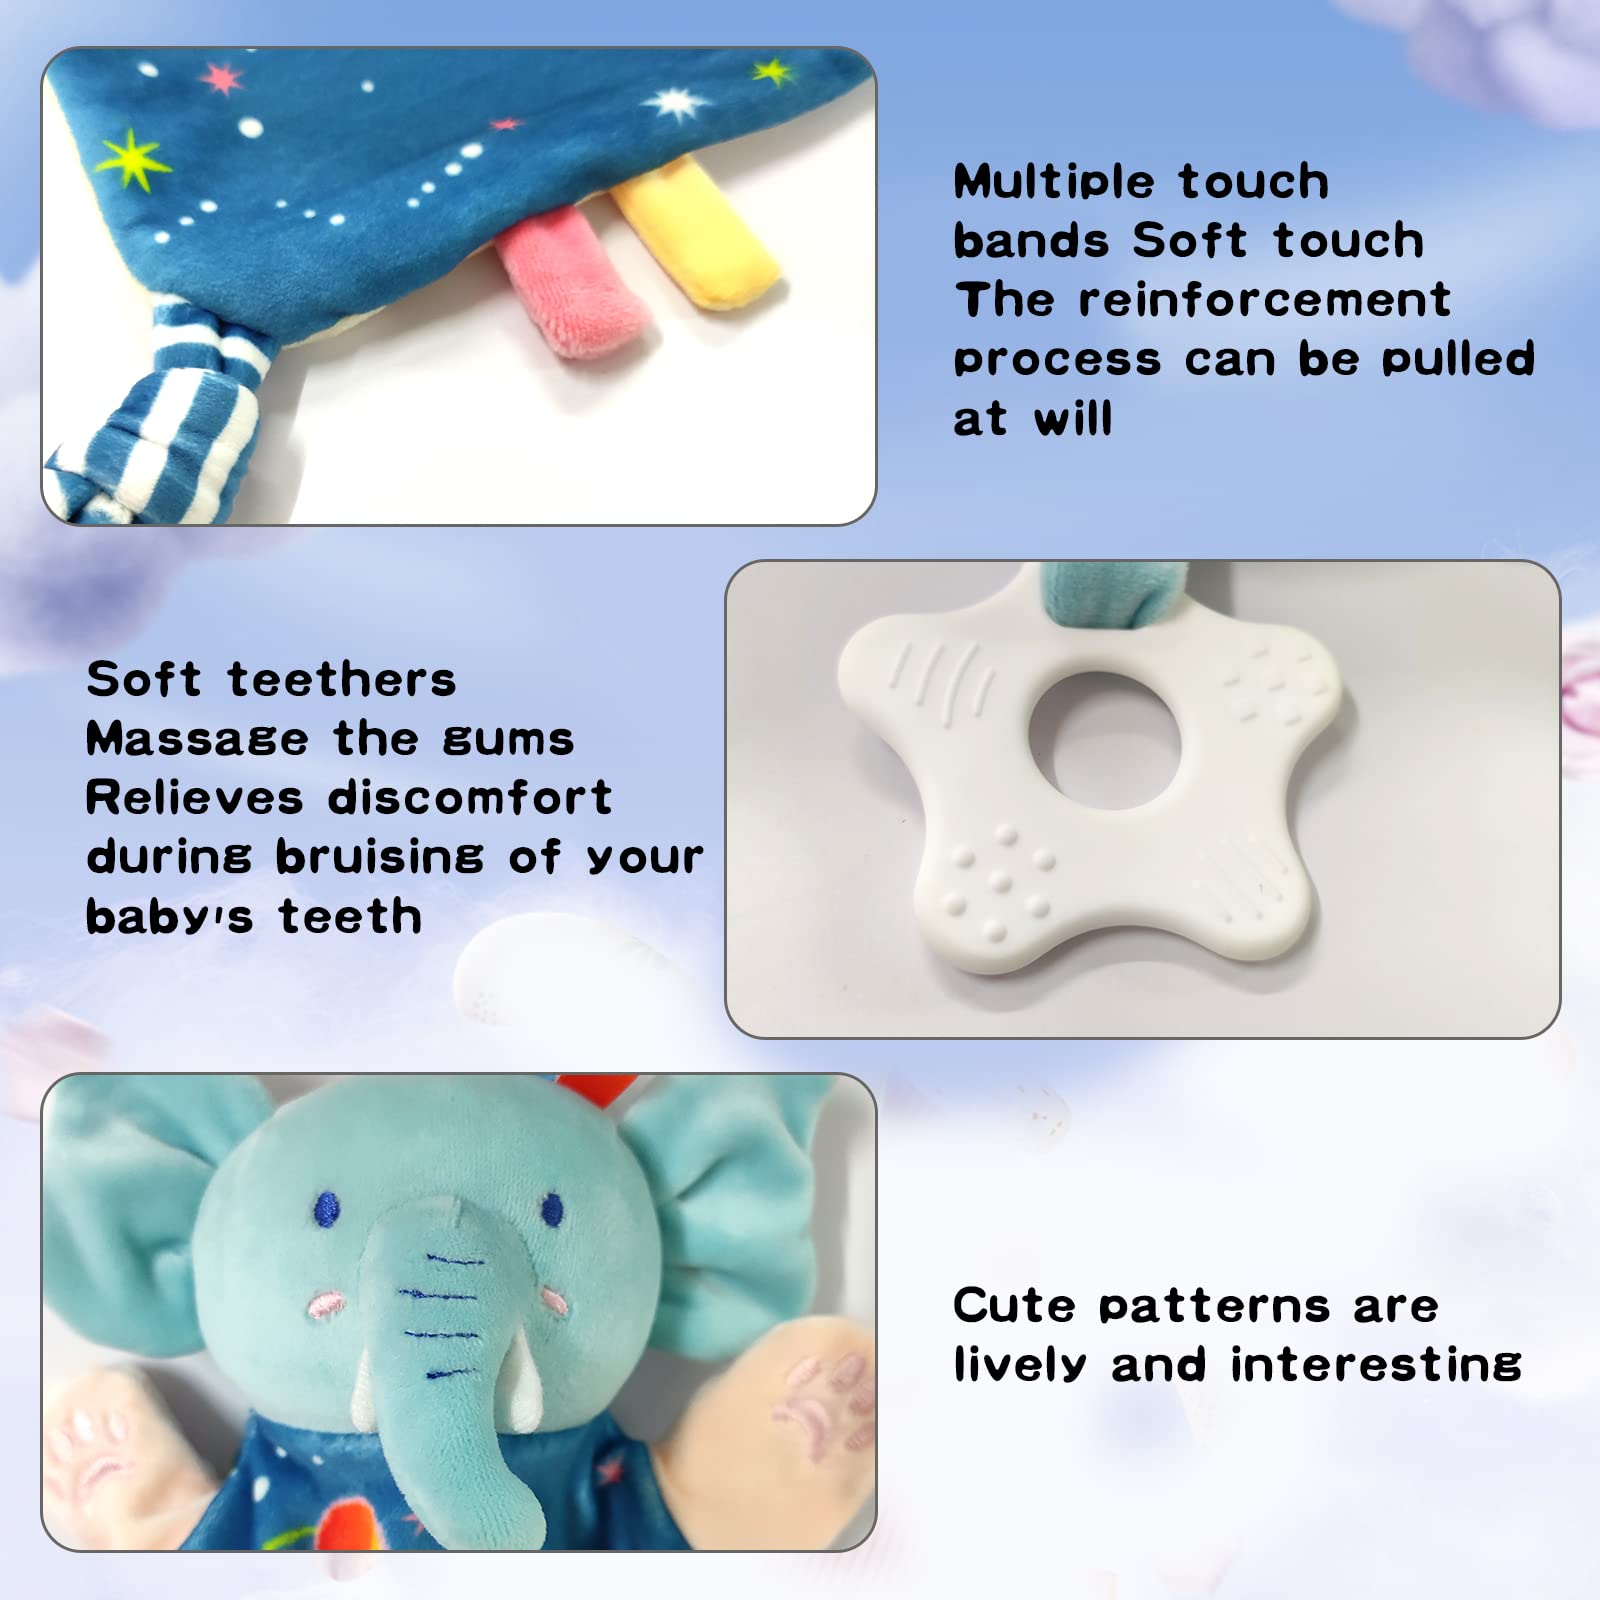 Multiple touch
bands Soft touch
The reinforcement
process can be pulled
at will
Soft teethers
Massage the gums
Relieves discomfort
during bruising of your
baby's teeth
Cute patterns are
lively and interesting